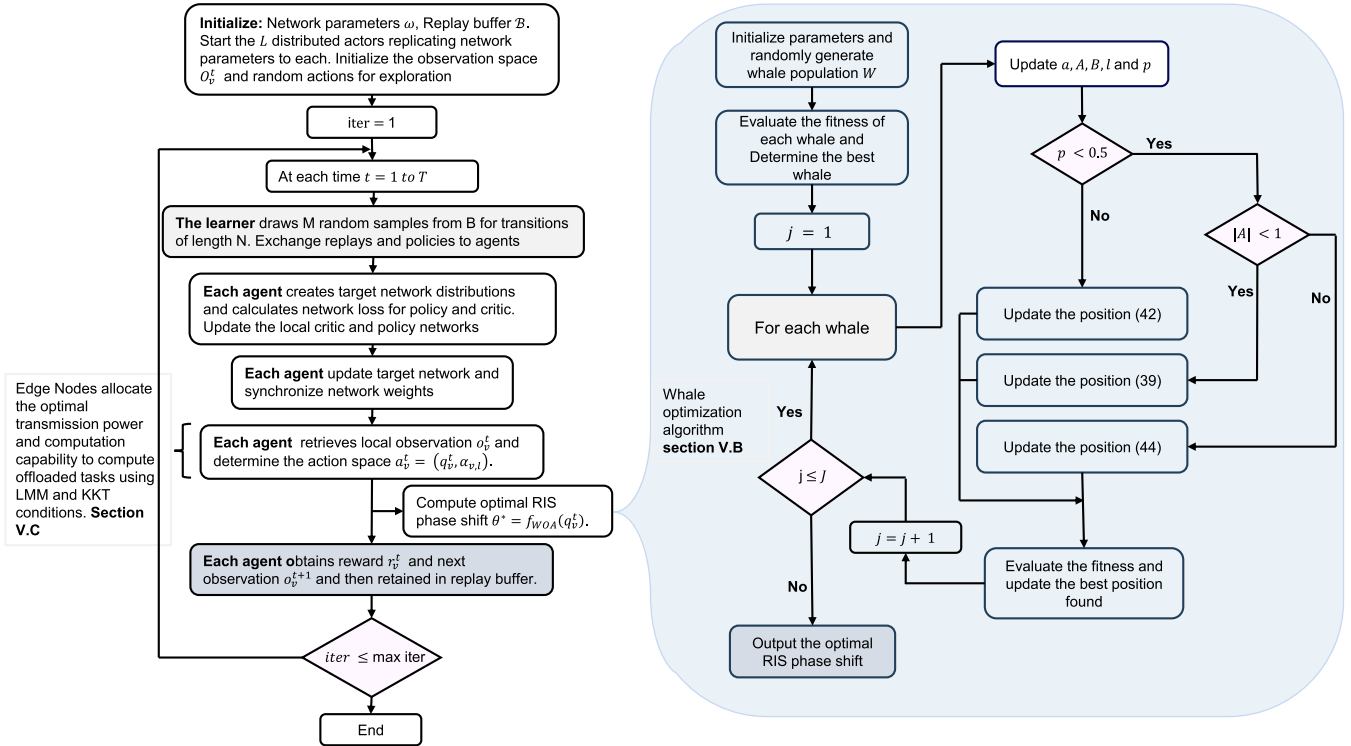 Initialize: Network parameters ω, Replay buffer ℬ.
Start the L distributed actors replicating network
parameters to each. Initialize the observation space
O_v^t and random actions for exploration
iter = 1
At each time t = 1 to T
The learner draws M random samples from B for transitions
of length N. Exchange replays and policies to agents
Each agent creates target network distributions
and calculates network loss for policy and critic.
Update the local critic and policy networks
Each agent update target network and
synchronize network weights
Edge Nodes allocate
the optimal
transmission power
and computation
capability to compute
offloaded tasks using
LMM and KKT
conditions. Section
V.C
Each agent retrieves local observation o_v^t and
determine the action space a_v^t = (q_v^t, α_{v,l}).
Compute optimal RIS
phase shift θ* = f_{WOA}(q_v^t).
Each agent obtains reward r_v^t and next
observation o_v^{t+1} and then retained in replay buffer.
iter ≤ max iter
End
Initialize parameters and
randomly generate
whale population W
Evaluate the fitness of
each whale and
Determine the best
whale
j = 1
For each whale
Whale
optimization
algorithm
section V.B
Yes
j ≤ J
No
Output the optimal
RIS phase shift
j = j + 1
Update a, A, B, l and p
p < 0.5
Yes
No
|A| < 1
Yes
No
Update the position (42)
Update the position (39)
Update the position (44)
Evaluate the fitness and
update the best position
found